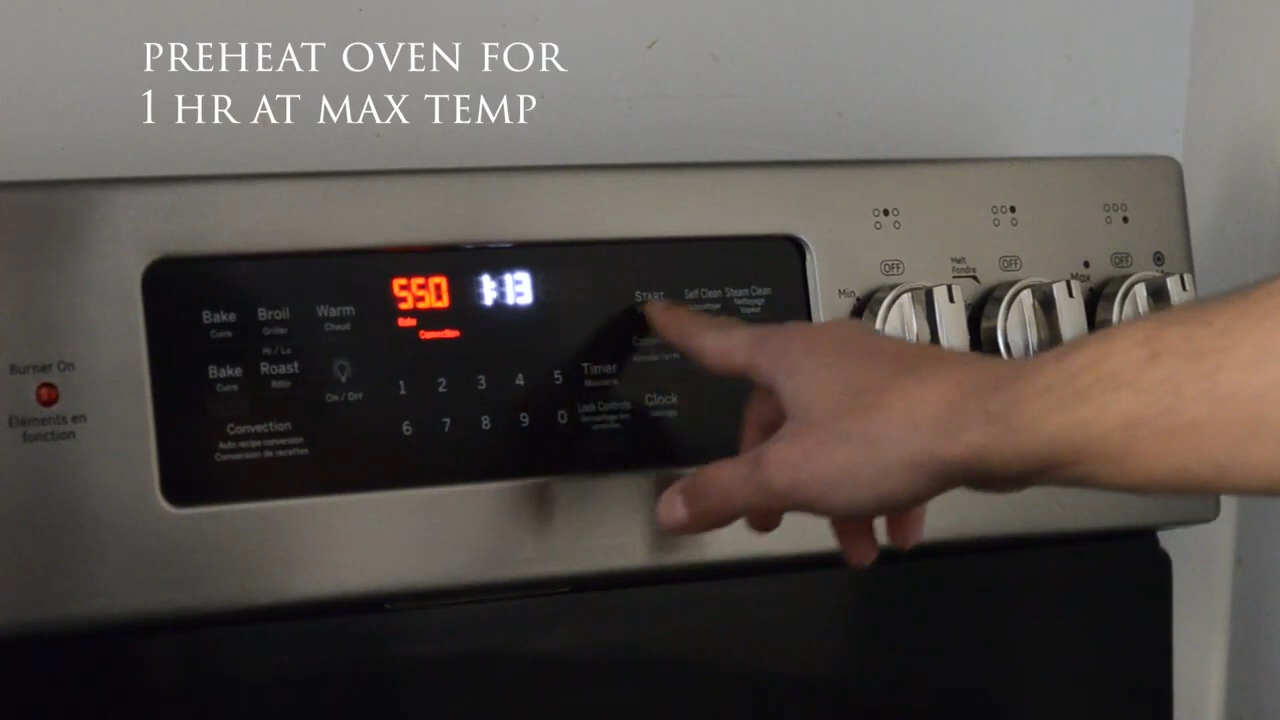 PREHEAT OVEN FOR
1 HR AT MAX TEMP
550 1:13
Bake
Convection
Bake
Cuire
Broil
Griller
Hi / Lo
Warm
Chaud
Bake
Cuire
Roast
Rôtir
On / Off
Convection
Auto recipe conversion
Conversion de recettes
1 2 3 4 5
6 7 8 9 0
START
Self Clean
Steam Clean
Nettoyage
Vapeur
Timer
Minuterie
Lock Controls
Clock
Horloge
Burner On
Éléments en
fonction
OFF
Min
Melt
Fondre
OFF
Max
OFF